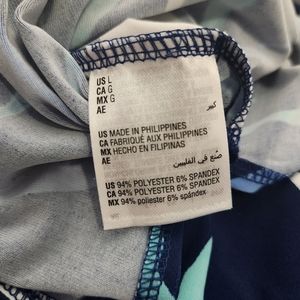 US L
CA G
MX G
AE كبير
US MADE IN PHILIPPINES
CA FABRIQUÉ AUX PHILIPPINES
MX HECHO EN FILIPINAS
AE صنع في الفلبين
US 94% POLYESTER 6% SPANDEX
CA 94% POLYESTER 6% SPANDEX
MX 94% poliester 6% spándex